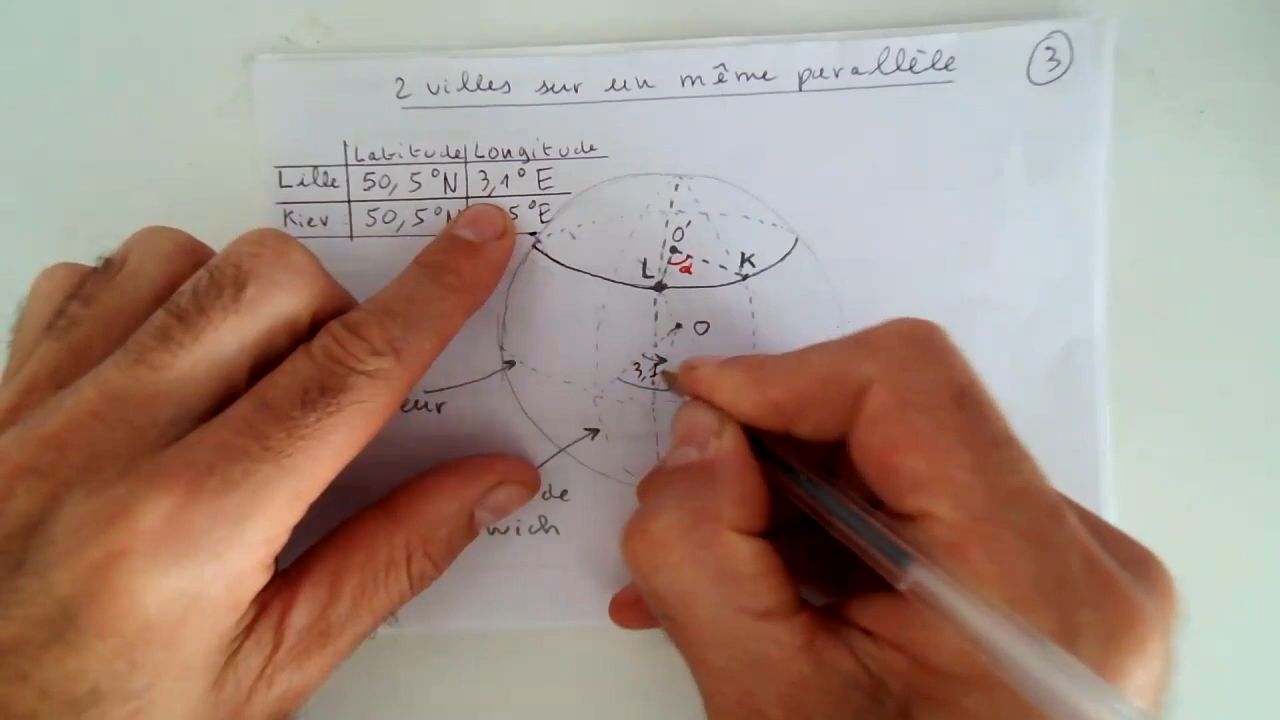 2 villes sur un même parallèle
3
Latitude Longitude
Lille 50,5°N 3,1° E
Kiev 50,5°N 5°E
O
α
L K
O
3,1
eur
de
wich